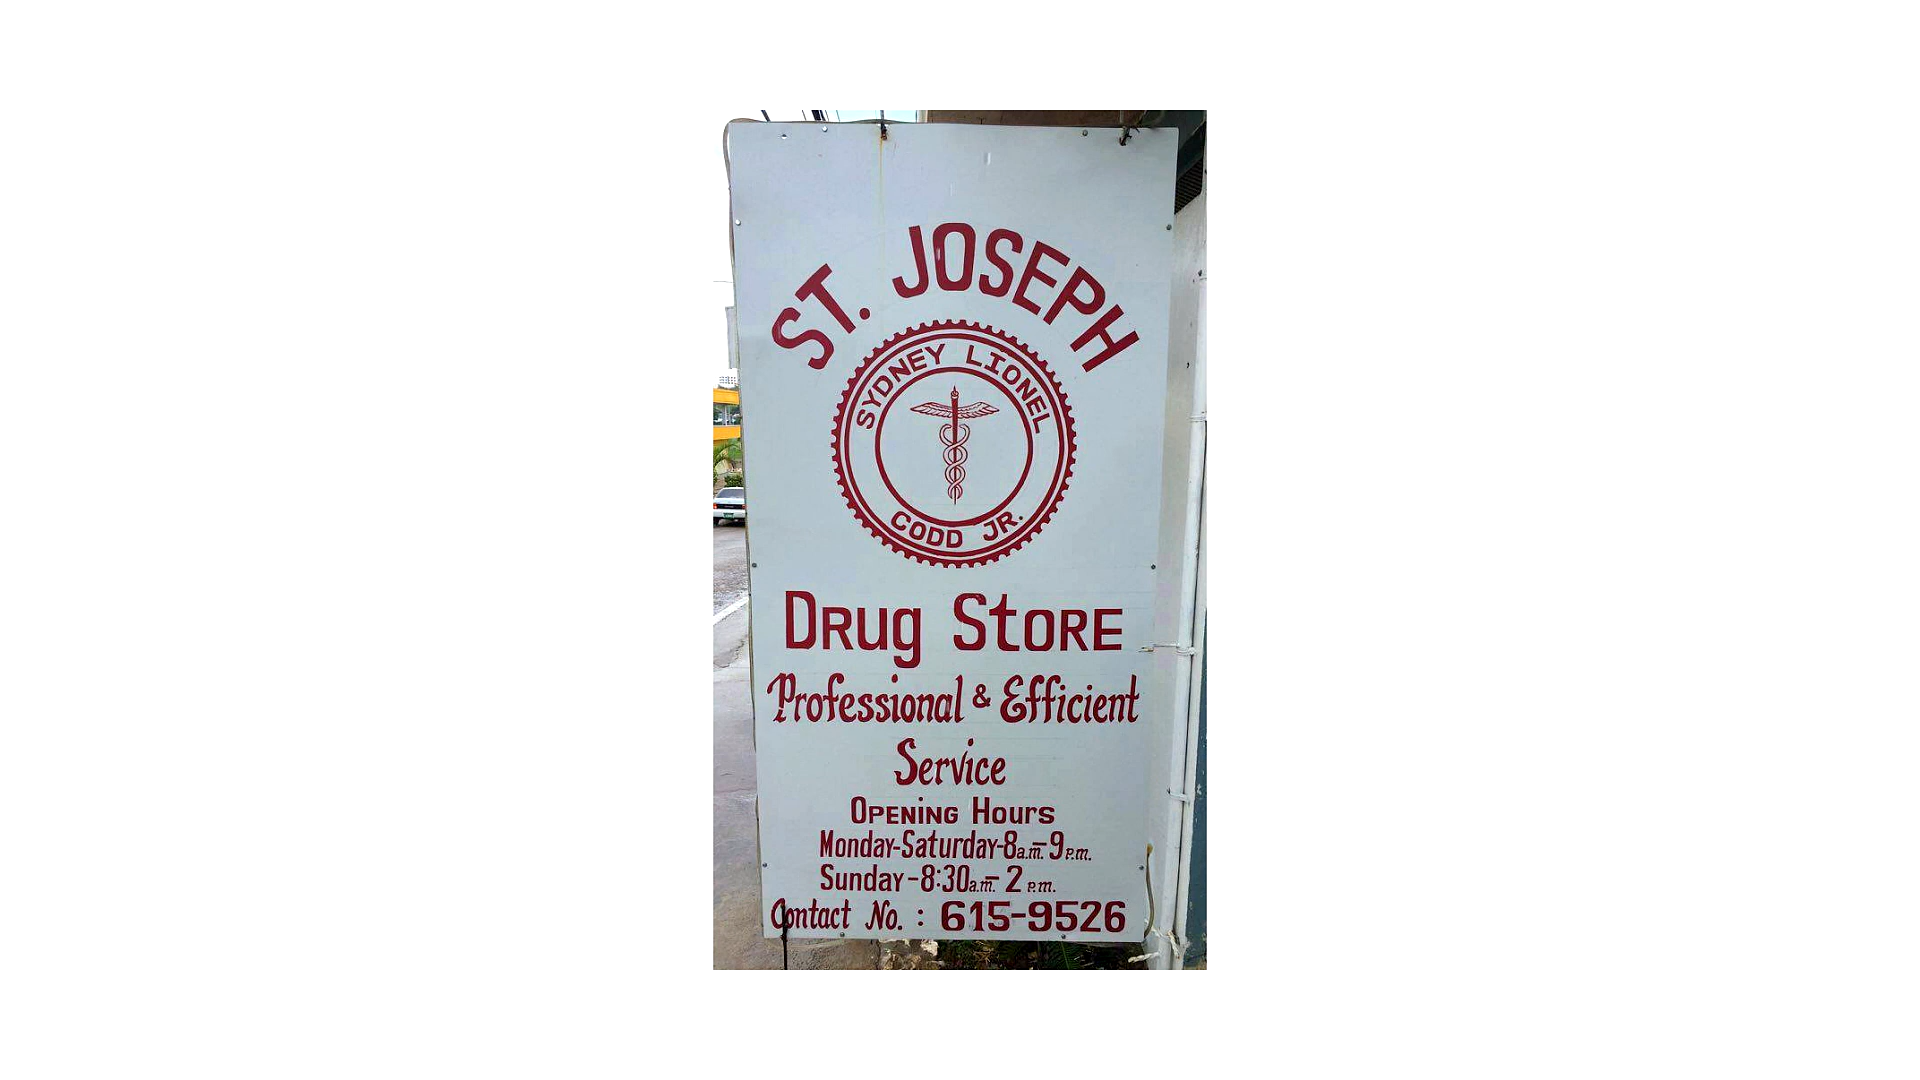 ST. JOSEPH
SYDNEY LIONEL
CODD JR.
Drug Store
Professional & Efficient
Service
Opening Hours
Monday-Saturday-8a.m.-9p.m.
Sunday-8:30a.m.-2 p.m.
Contact No. : 615-9526